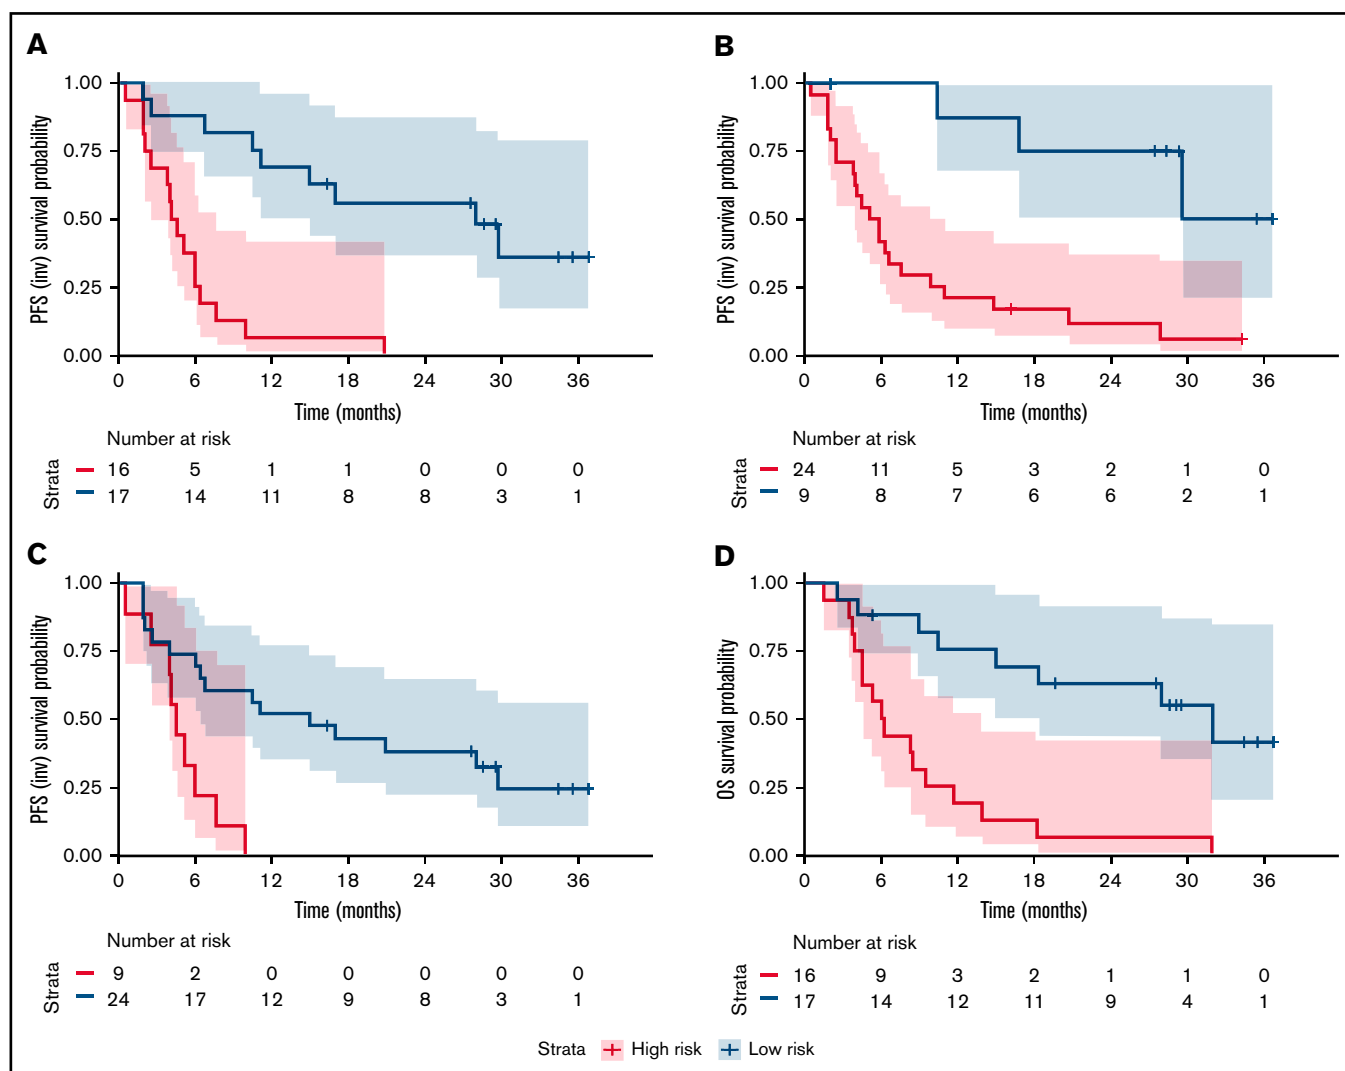 A
PFS (inv) survival probability
1.00
0.75
0.50
0.25
0.00
0 6 12 18 24 30 36
Time (months)
Number at risk
Strata
16 5 1 1 0 0 0
17 14 11 8 8 3 1
B
PFS (inv) survival probability
1.00
0.75
0.50
0.25
0.00
0 6 12 18 24 30 36
Time (months)
Number at risk
Strata
24 11 5 3 2 1 0
9 8 7 6 6 2 1
C
PFS (inv) survival probability
1.00
0.75
0.50
0.25
0.00
0 6 12 18 24 30 36
Time (months)
Number at risk
Strata
9 2 0 0 0 0 0
24 17 12 9 8 3 1
D
OS survival probability
1.00
0.75
0.50
0.25
0.00
0 6 12 18 24 30 36
Time (months)
Number at risk
Strata
16 9 3 2 1 1 0
17 14 12 11 9 4 1
Strata High risk Low risk